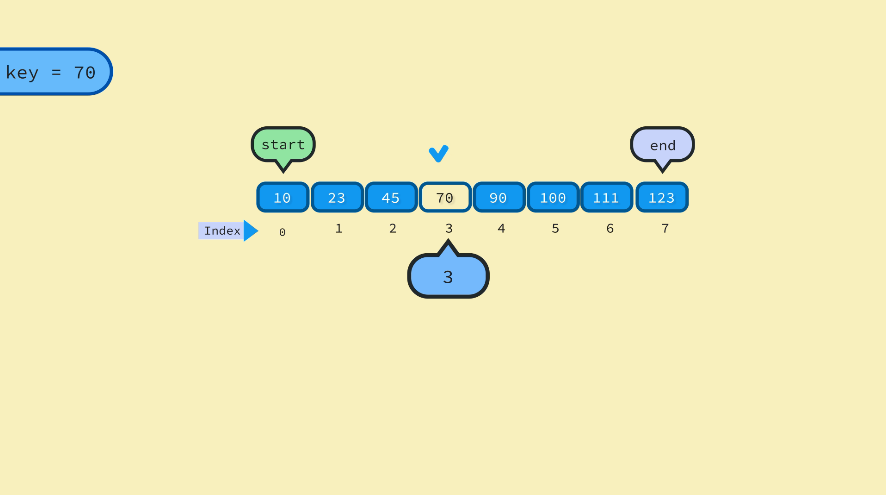 key = 70
start
end
10 23 45 70 90 100 111 123
Index 0 1 2 3 4 5 6 7
3